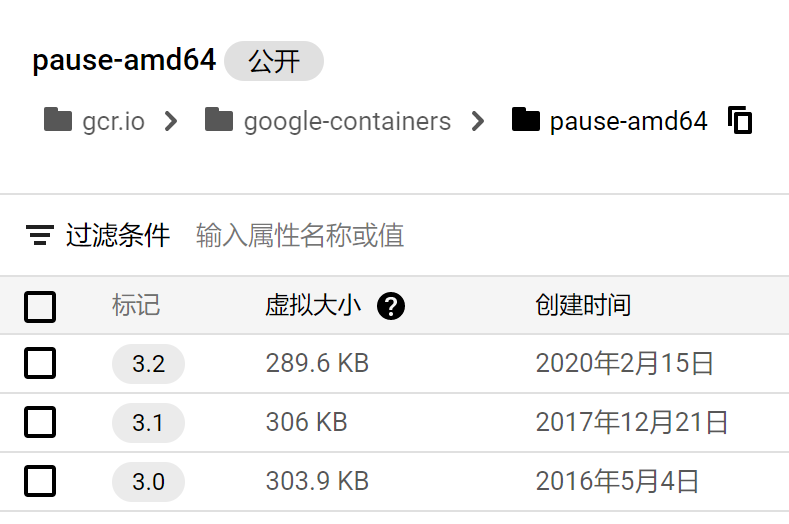 pause-amd64 公开
gcr.io google-containers pause-amd64
过滤条件 输入属性名称或值
标记 虚拟大小 ? 创建时间
3.2 289.6 KB 2020年2月15日
3.1 306 KB 2017年12月21日
3.0 303.9 KB 2016年5月4日